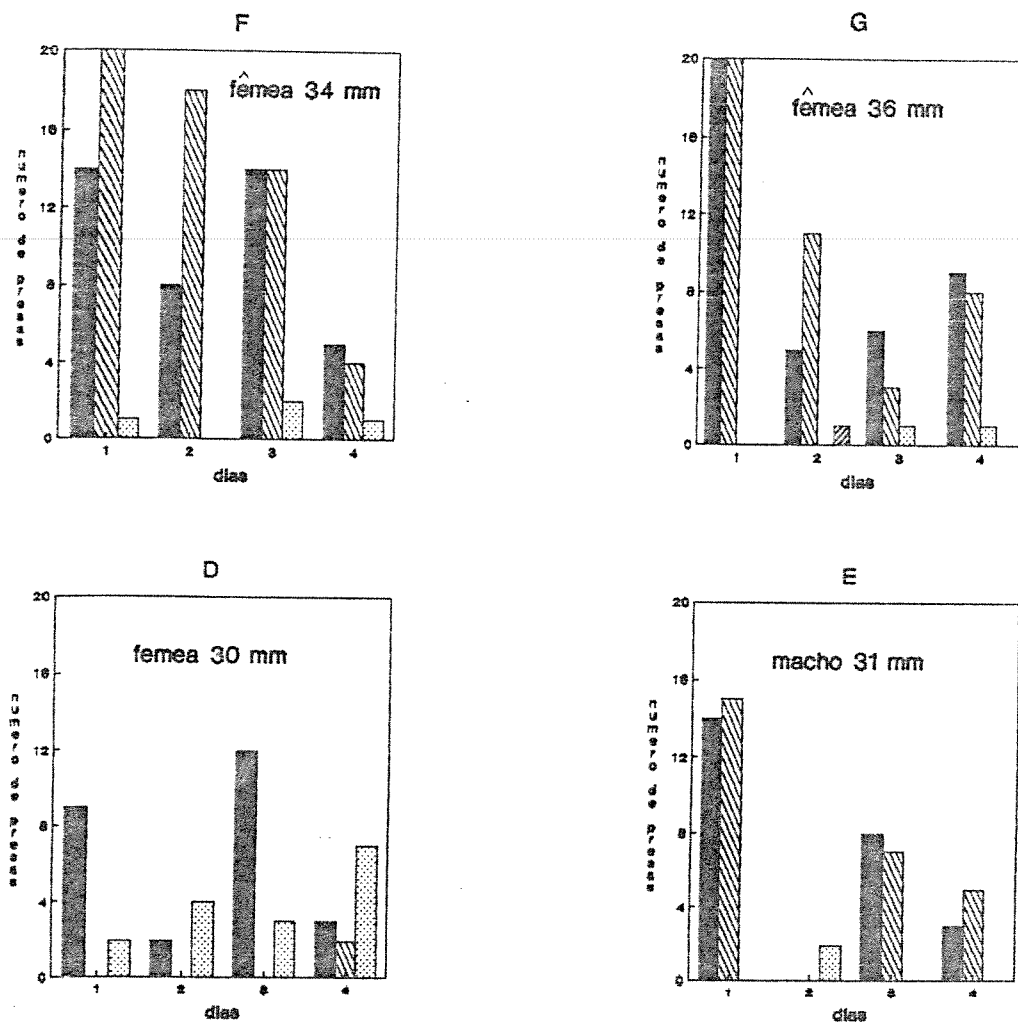 F
20
fêmea 34 mm
16
12
8
4
0
numero de presas
1 2 3 4
dias
G
20
fêmea 36 mm
16
12
8
4
0
numero de presas
1 2 3 4
dias
D
20
femea 30 mm
16
12
8
4
0
numero de presas
1 2 3 4
dias
E
20
macho 31 mm
16
12
8
4
0
numero de presas
1 2 3 4
dias